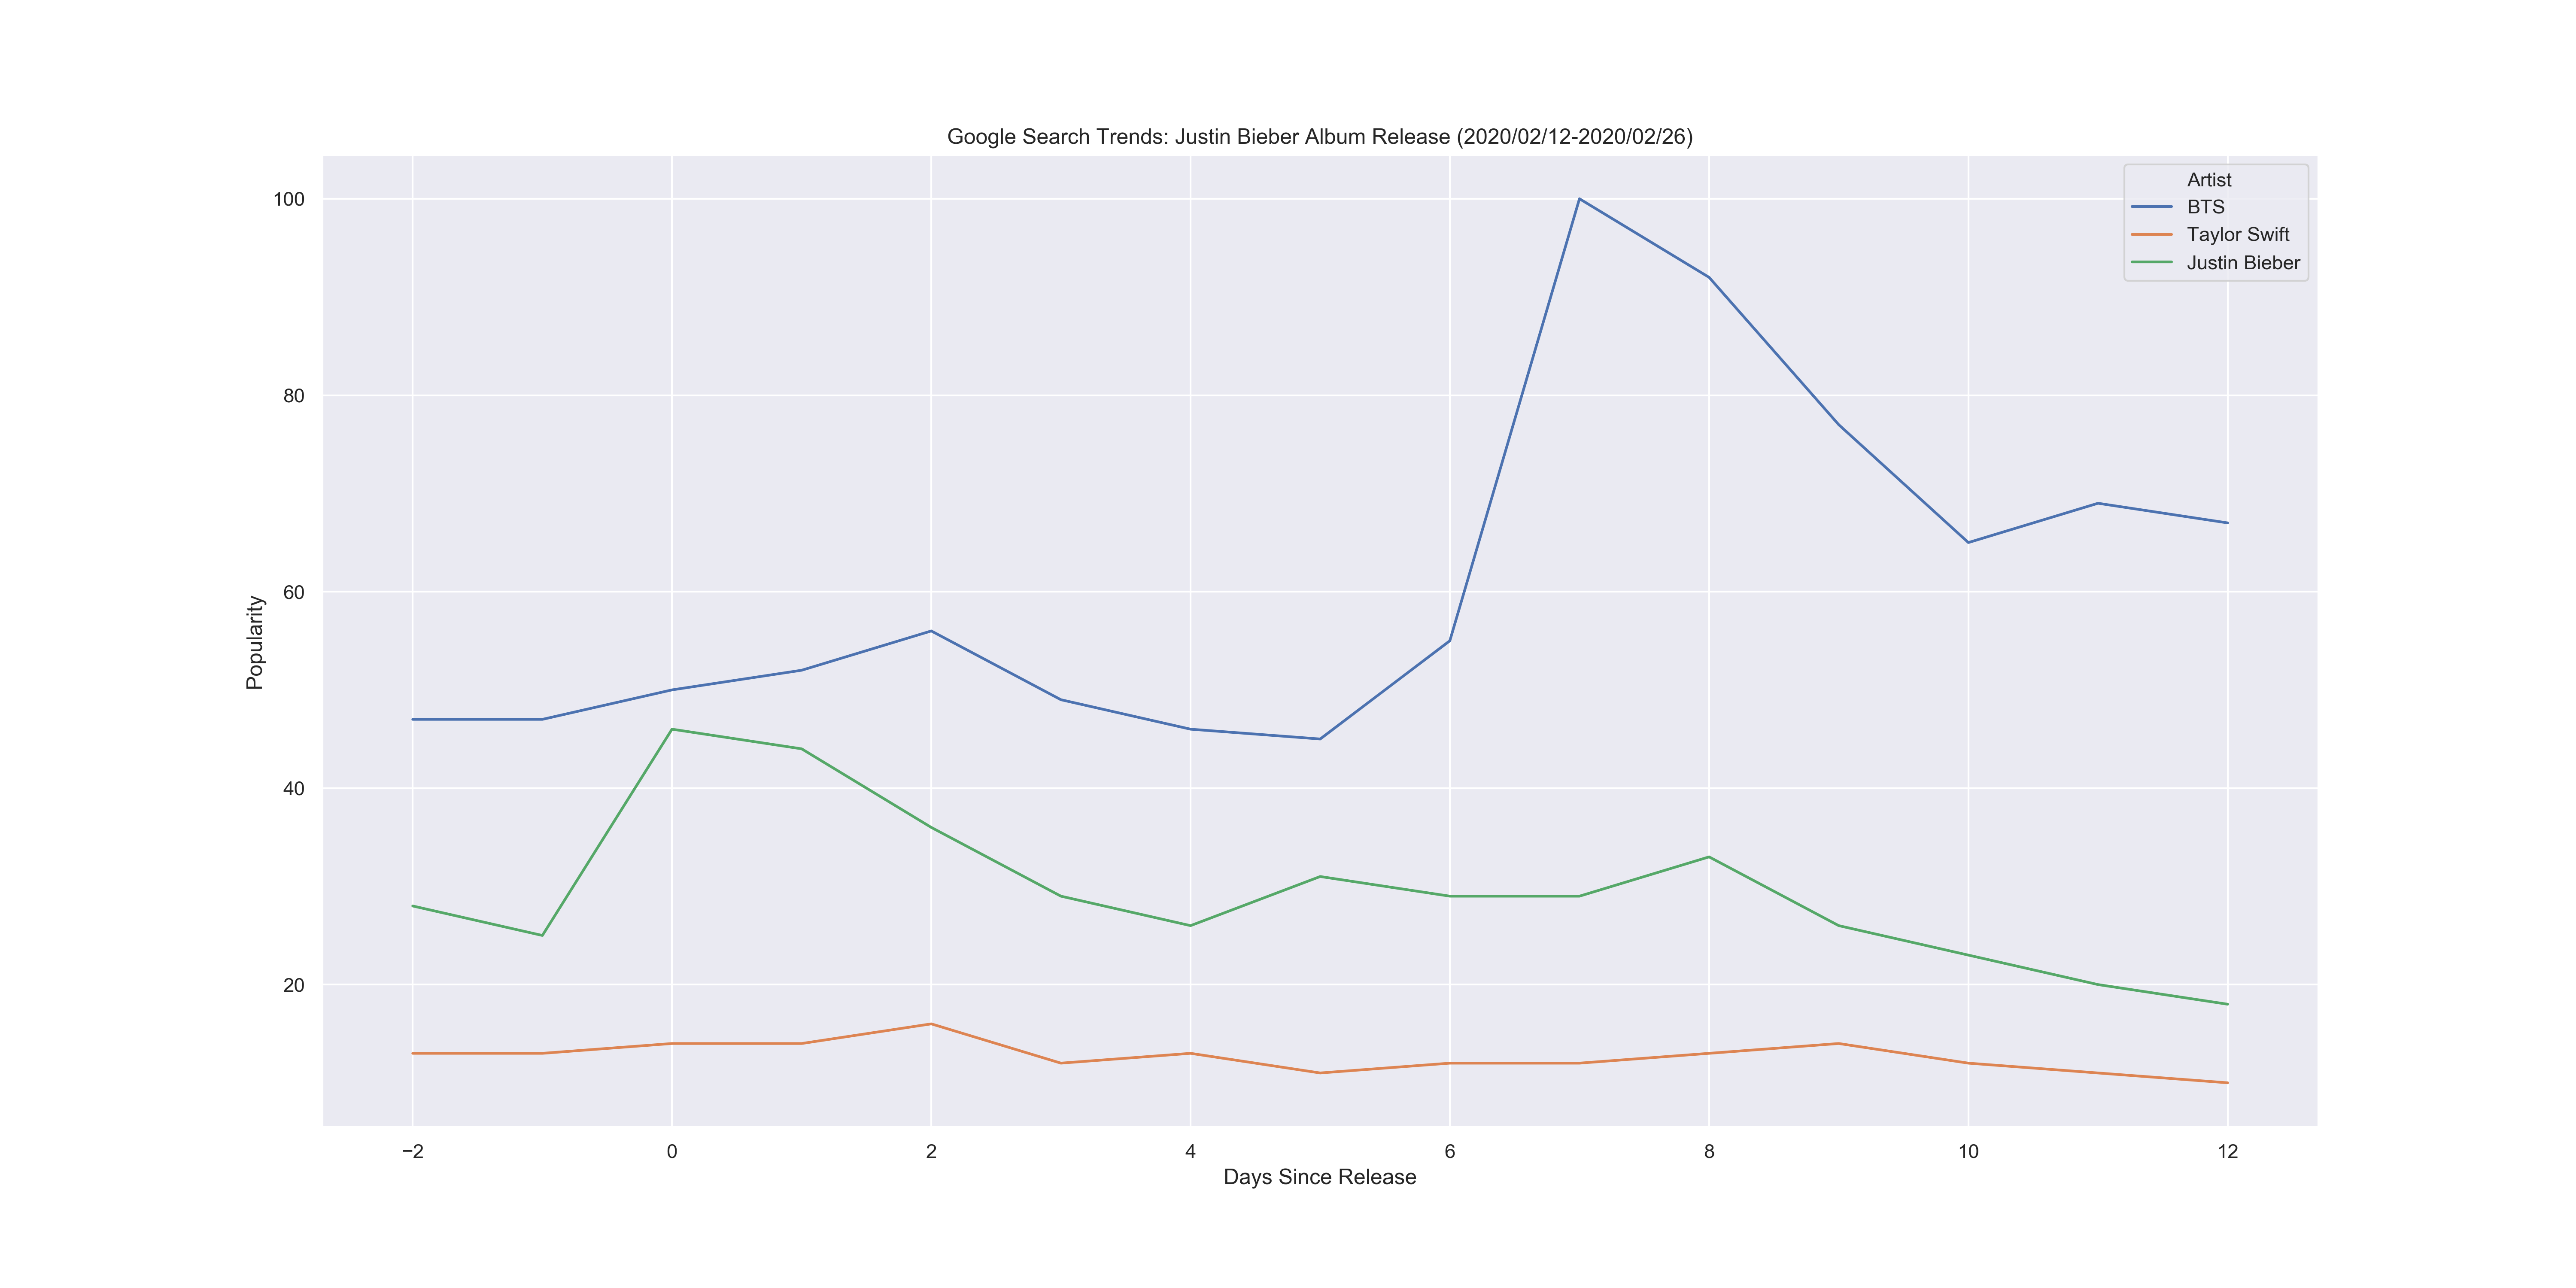 Google Search Trends: Justin Bieber Album Release (2020/02/12-2020/02/26)
Artist
BTS
Taylor Swift
Justin Bieber
Popularity
100
80
60
40
20
−2 0 2 4 6 8 10 12
Days Since Release